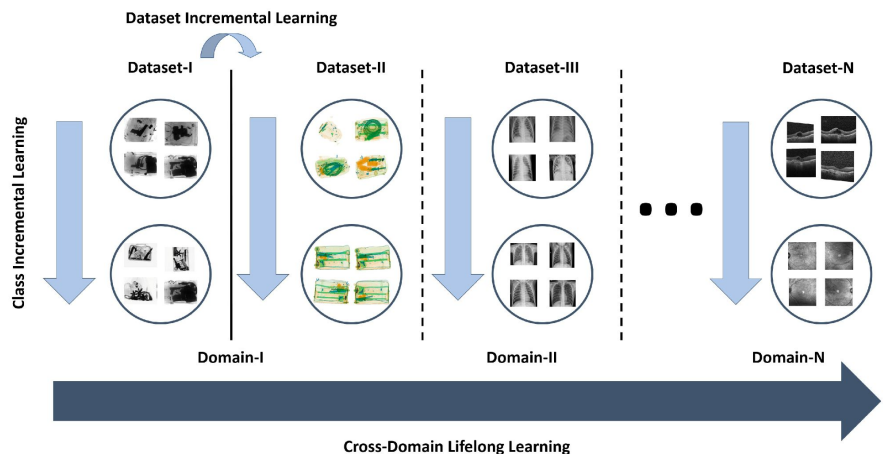 Dataset Incremental Learning
Dataset-I
Dataset-II
Dataset-III
Dataset-N
Class Incremental Learning
Domain-I
Domain-II
Domain-N
Cross-Domain Lifelong Learning